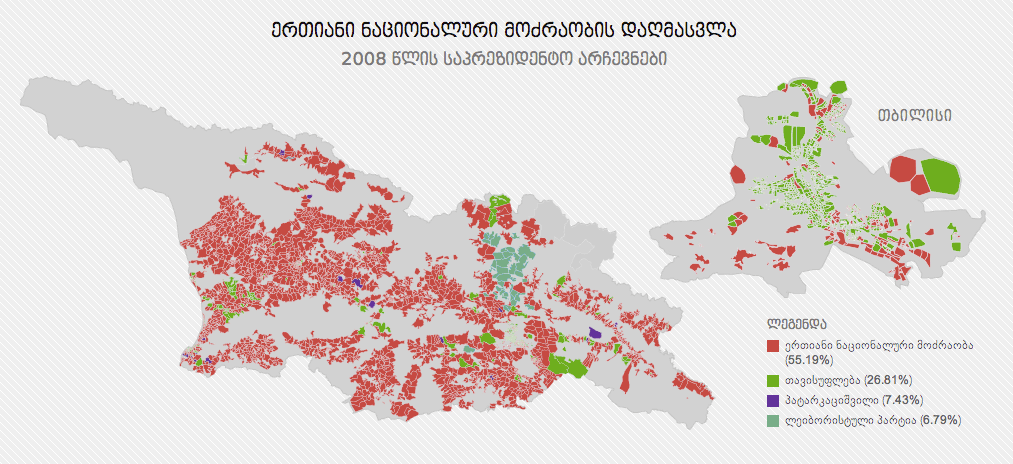 ერთიანი ნაციონალური მოძრაობის დაღმასვლა
2008 წლის საპრეზიდენტო არჩევნები
თბილისი
ლეგენდა
ერთიანი ნაციონალური მოძრაობა
(55.19%)
თავისუფლება (26.81%)
პატარკაციშვილი (7.43%)
ლეიბორისტული პარტია (6.79%)